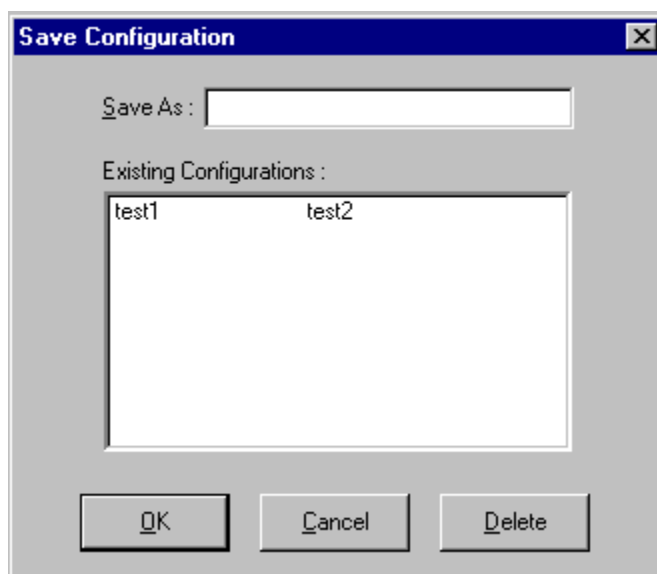 Save Configuration
Save As :
Existing Configurations :
test1 test2
OK Cancel Delete